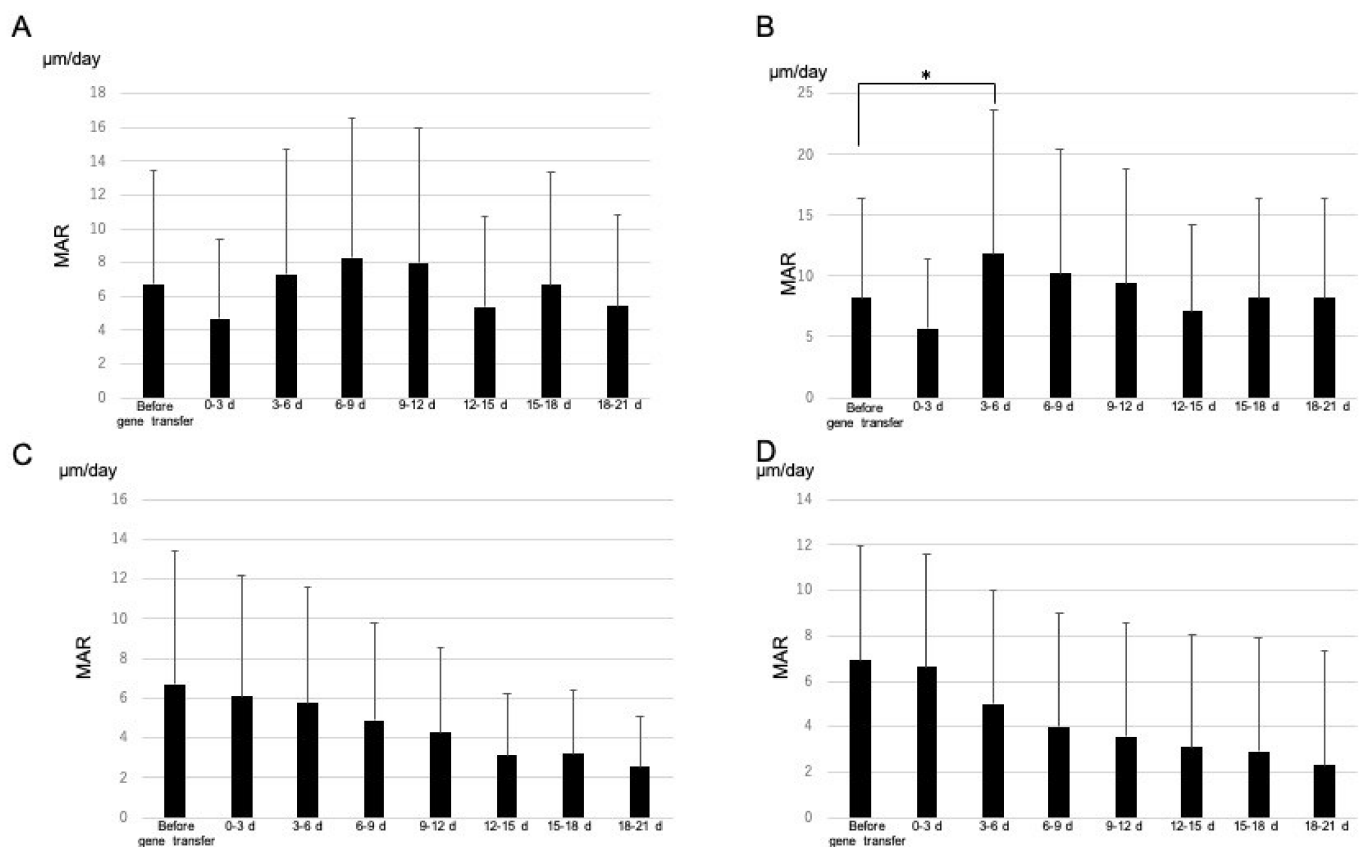 A
µm/day
18
16
14
12
10
8
6
4
2
0
MAR
Before
gene transfer
0-3 d
3-6 d
6-9 d
9-12 d
12-15 d
15-18 d
18-21 d
B
µm/day
*
25
20
15
10
5
0
MAR
Before
gene transfer
0-3 d
3-6 d
6-9 d
9-12 d
12-15 d
15-18 d
18-21 d
C
µm/day
16
14
12
10
8
6
4
2
0
MAR
Before
gene transfer
0-3 d
3-6 d
6-9 d
9-12 d
12-15 d
15-18 d
18-21 d
D
µm/day
14
12
10
8
6
4
2
0
MAR
Before
gene transfer
0-3 d
3-6 d
6-9 d
9-12 d
12-15 d
15-18 d
18-21 d